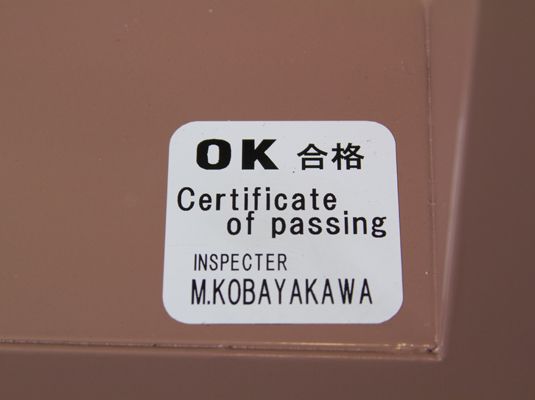 OK 合格
Certificate
of passing
INSPECTER
M.KOBAYAKAWA